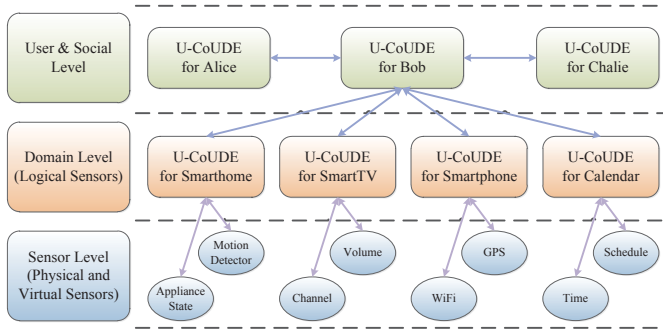 User & Social
Level
U-CoUDE
for Alice
U-CoUDE
for Bob
U-CoUDE
for Chalie
Domain Level
(Logical Sensors)
U-CoUDE
for Smarthome
U-CoUDE
for SmartTV
U-CoUDE
for Smartphone
U-CoUDE
for Calendar
Sensor Level
(Physical and
Virtual Sensors)
Motion
Detector
Volume
GPS
Schedule
Appliance
State
Channel
WiFi
Time